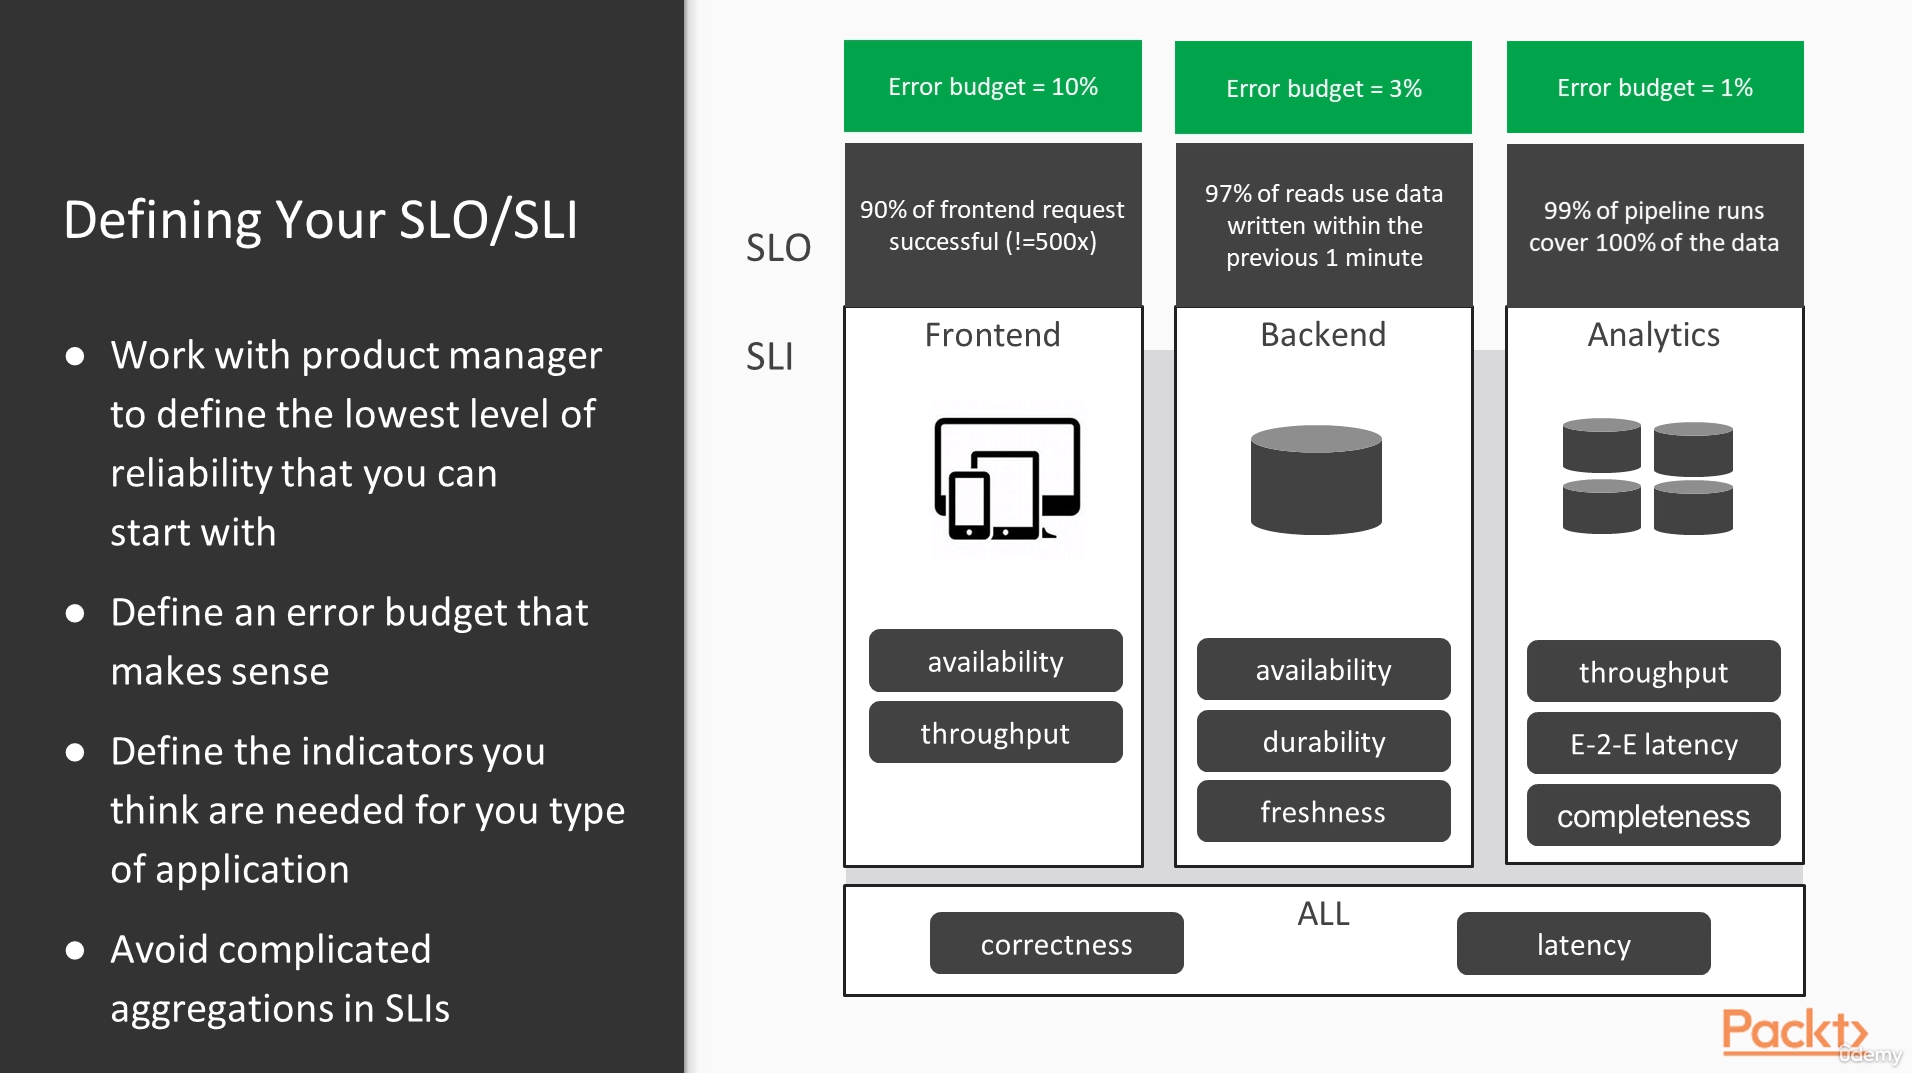 Defining Your SLO/SLI
● Work with product manager
to define the lowest level of
reliability that you can
start with
● Define an error budget that
makes sense
● Define the indicators you
think are needed for you type
of application
● Avoid complicated
aggregations in SLIs
Error budget = 10%
Error budget = 3%
Error budget = 1%
SLO
90% of frontend request
successful (!=500x)
97% of reads use data
written within the
previous 1 minute
99% of pipeline runs
cover 100% of the data
SLI
Frontend
availability
throughput
Backend
availability
durability
freshness
Analytics
throughput
E-2-E latency
completeness
ALL
correctness
latency
Packt>
ûdemy